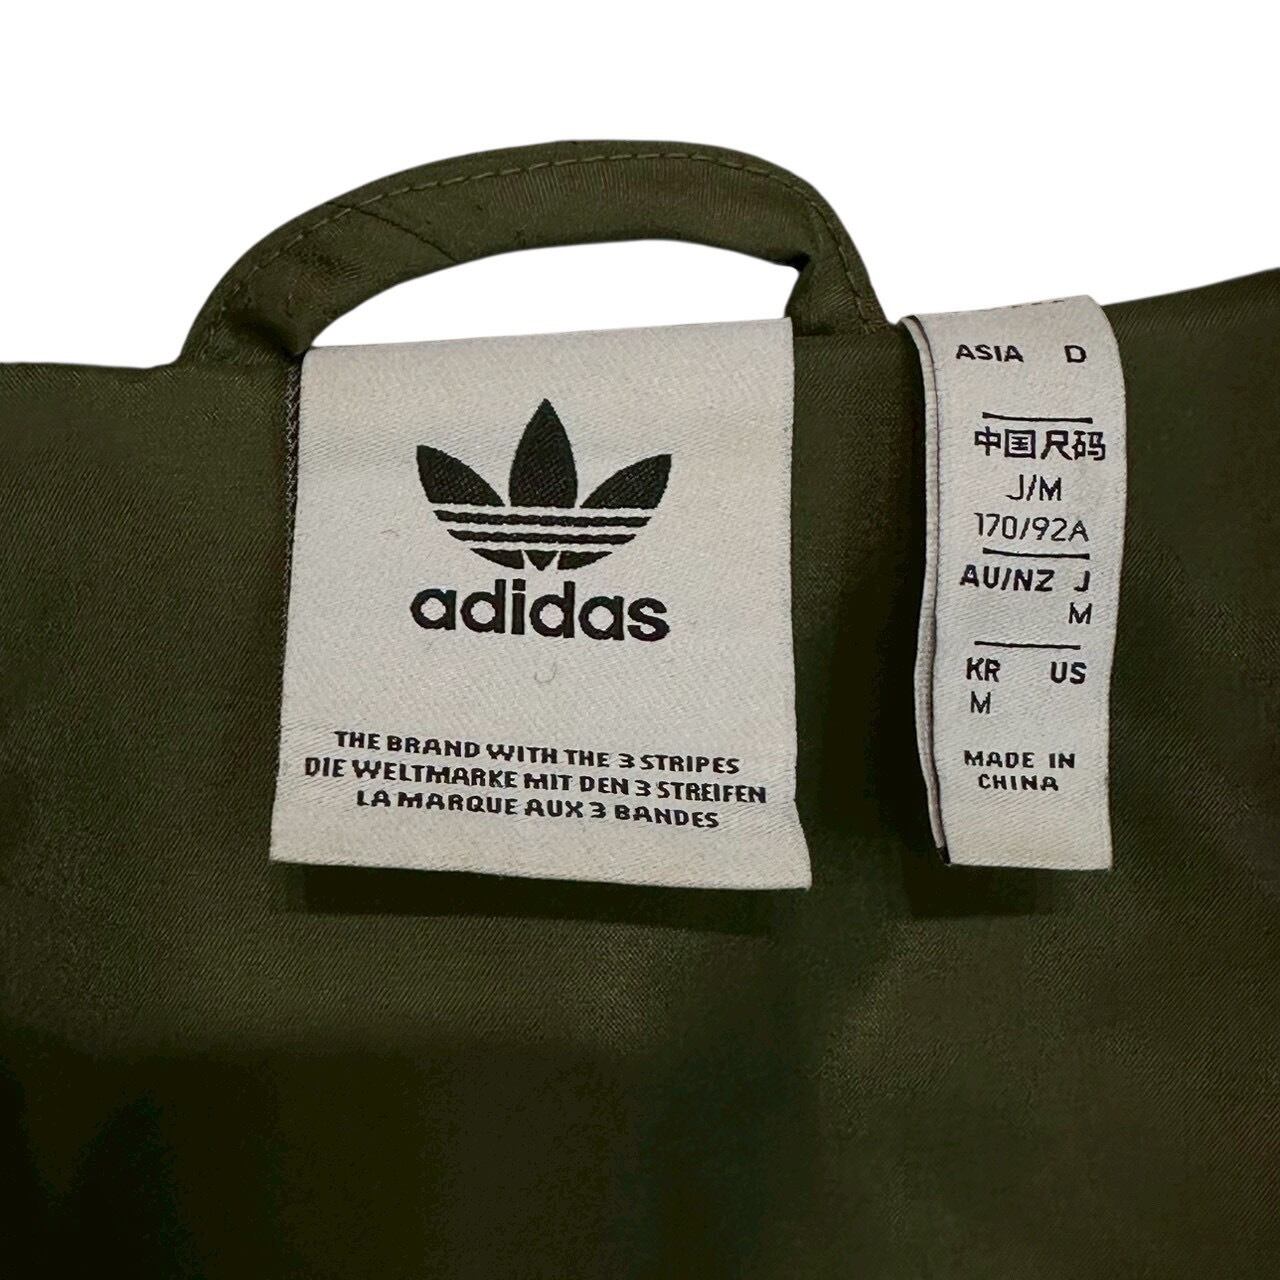 adidas
THE BRAND WITH THE 3 STRIPES
DIE WELTMARKE MIT DEN 3 STREIFEN
LA MARQUE AUX 3 BANDES
ASIA D
中国尺码
J/M
170/92A
AU/NZ J
M
KR US
M
MADE IN
CHINA